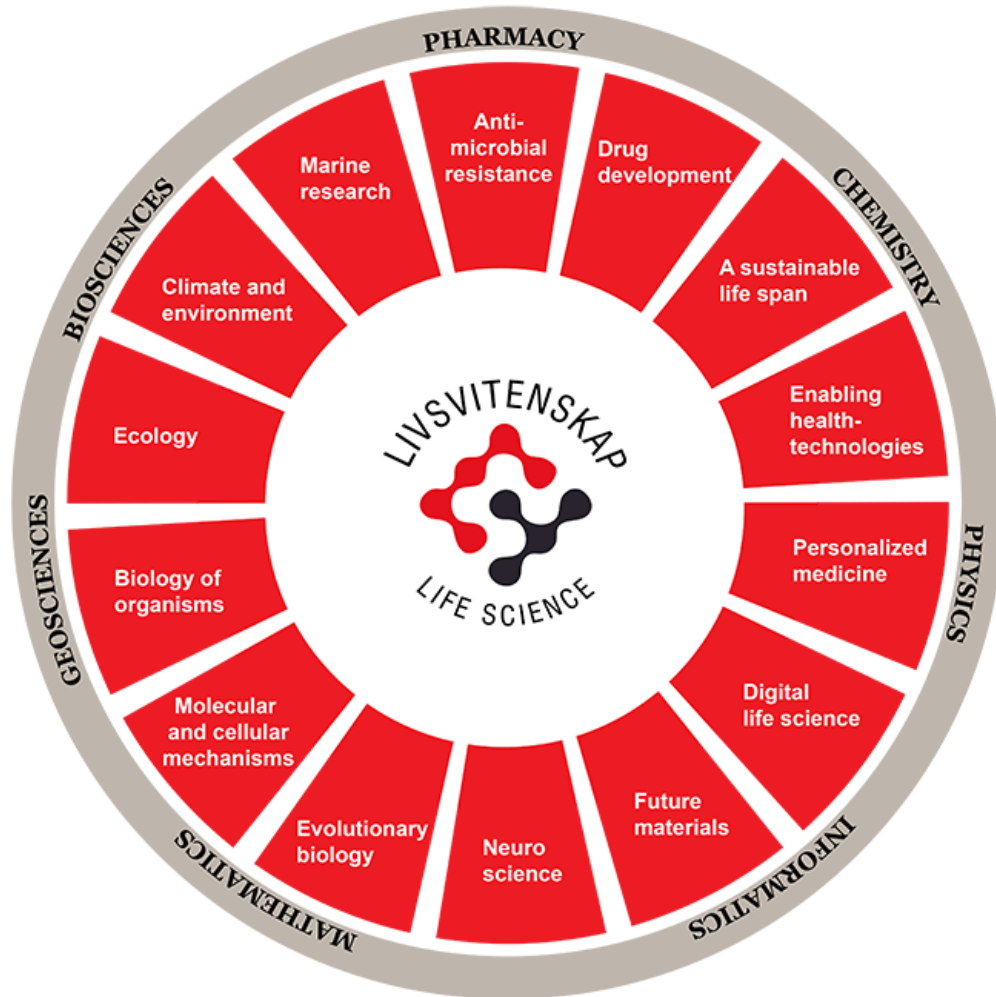 PHARMACY
CHEMISTRY
PHYSICS
INFORMATICS
MATHEMATICS
GEOSCIENCES
BIOSCIENCES
Anti-
microbial
resistance
Drug
development
A sustainable
life span
Enabling
health-
technologies
Personalized
medicine
Digital
life science
Future
materials
Neuro
science
Evolutionary
biology
Molecular
and cellular
mechanisms
Biology of
organisms
Ecology
Climate and
environment
Marine
research
LIVSVITENSKAP
LIFE SCIENCE